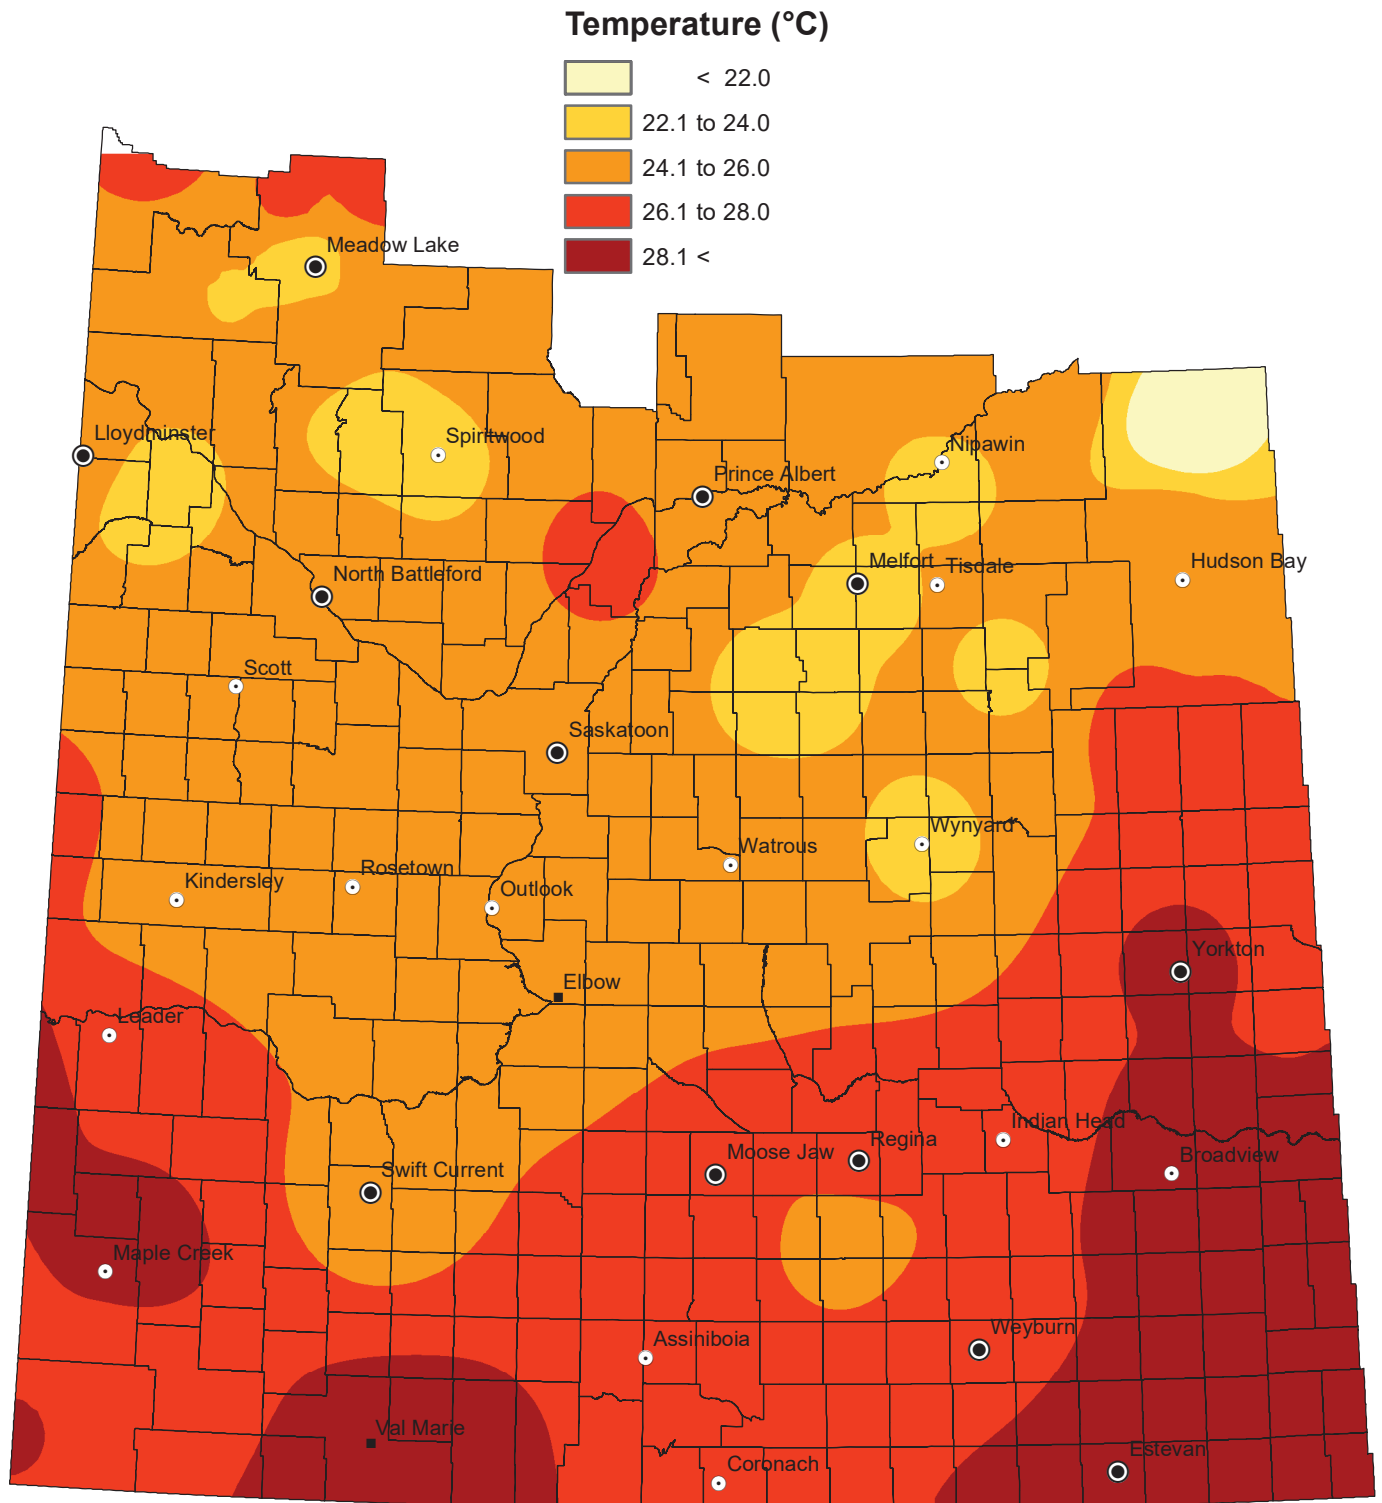 Temperature (°C)
< 22.0
22.1 to 24.0
24.1 to 26.0
26.1 to 28.0
28.1 <
Meadow Lake
Lloydminster
Spiritwood
Nipawin
Prince Albert
Melfort
Tisdale
Hudson Bay
North Battleford
Scott
Saskatoon
Wynyard
Watrous
Rosetown
Kindersley
Outlook
Yorkton
Elbow
Leader
Indian Head
Regina
Moose Jaw
Broadview
Swift Current
Maple Creek
Weyburn
Assiniboia
Val Marie
Estevan
Coronach